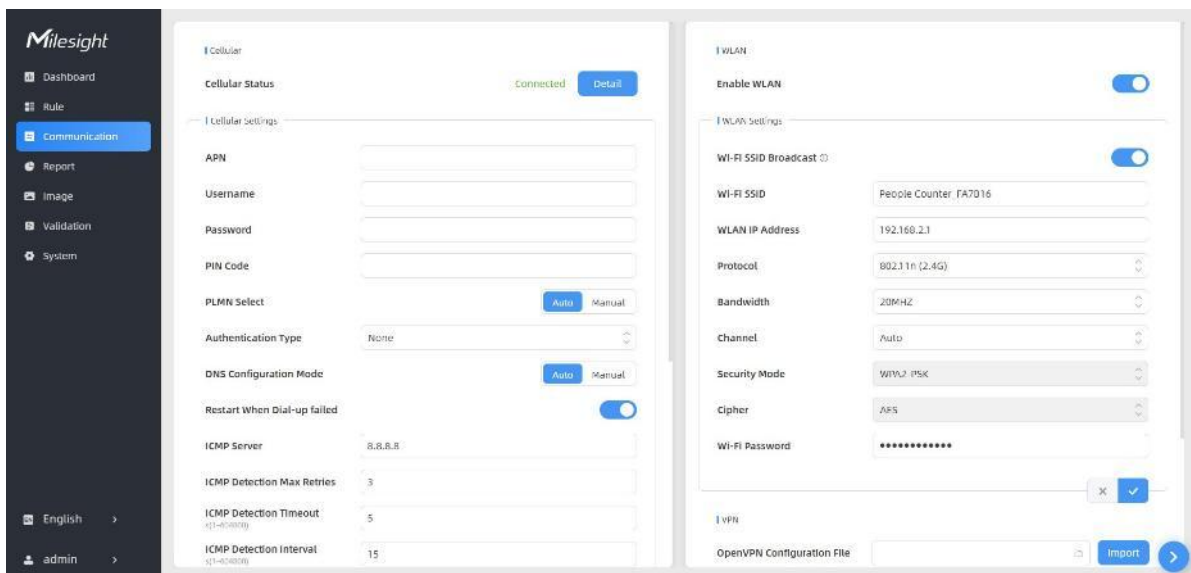 Milesight
Dashboard
Rule
Communication
Report
Image
Validation
System
English
admin
Cellular
Cellular Status
Connected
Detail
Cellular Settings
APN
Username
Password
PIN Code
PLMN Select
Auto
Manual
Authentication Type
None
DNS Configuration Mode
Auto
Manual
Restart When Dial-up failed
ICMP Server
8.8.8.8
ICMP Detection Max Retries
3
ICMP Detection Timeout
5
ICMP Detection Interval
15
WLAN
Enable WLAN
WLAN Settings
Wi-Fi SSID Broadcast
Wi-Fi SSID
People Counter_FA7016
WLAN IP Address
192.168.2.1
Protocol
802.11n (2.4G)
Bandwidth
20MHZ
Channel
Auto
Security Mode
WPA2-PSK
Cipher
AES
Wi-Fi Password
VPN
OpenVPN Configuration File
Import